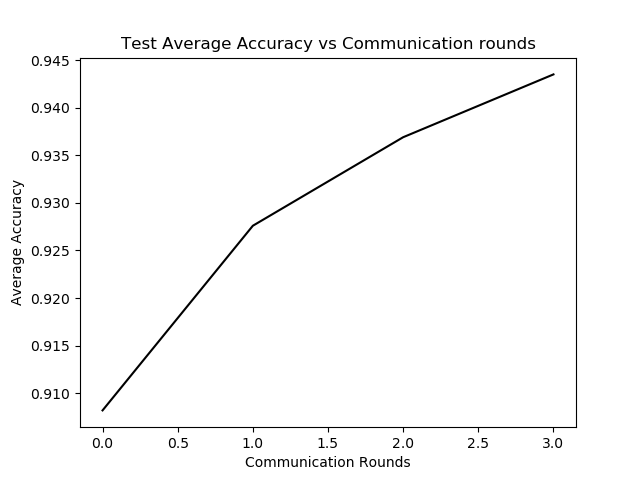 Test Average Accuracy vs Communication rounds
0.945
0.940
0.935
0.930
0.925
0.920
0.915
0.910
Average Accuracy
0.0 0.5 1.0 1.5 2.0 2.5 3.0
Communication Rounds